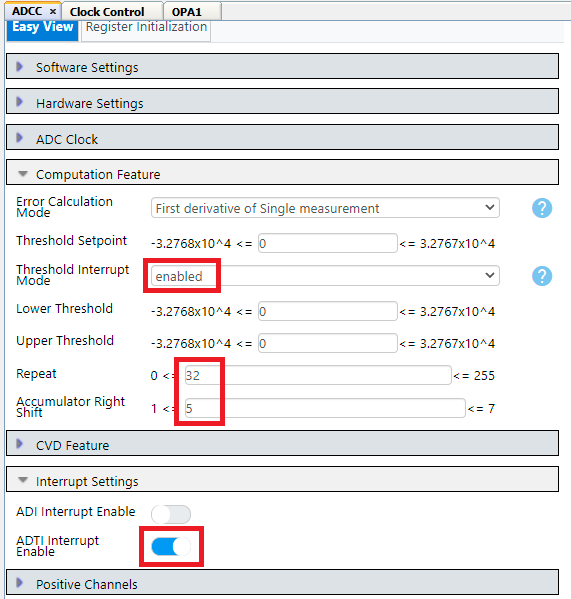 ADCC × Clock Control OPA1
Easy View Register Initialization
Software Settings
Hardware Settings
ADC Clock
Computation Feature
Error Calculation
Mode
First derivative of Single measurement
?
Threshold Setpoint -3.2768x10^4 <= 0 <= 3.2767x10^4
Threshold Interrupt
Mode
enabled
?
Lower Threshold -3.2768x10^4 <= 0 <= 3.2767x10^4
Upper Threshold -3.2768x10^4 <= 0 <= 3.2767x10^4
Repeat 0 <= 32 <= 255
Accumulator Right
Shift
1 <= 5 <= 7
CVD Feature
Interrupt Settings
ADI Interrupt Enable
ADTI Interrupt
Enable
Positive Channels